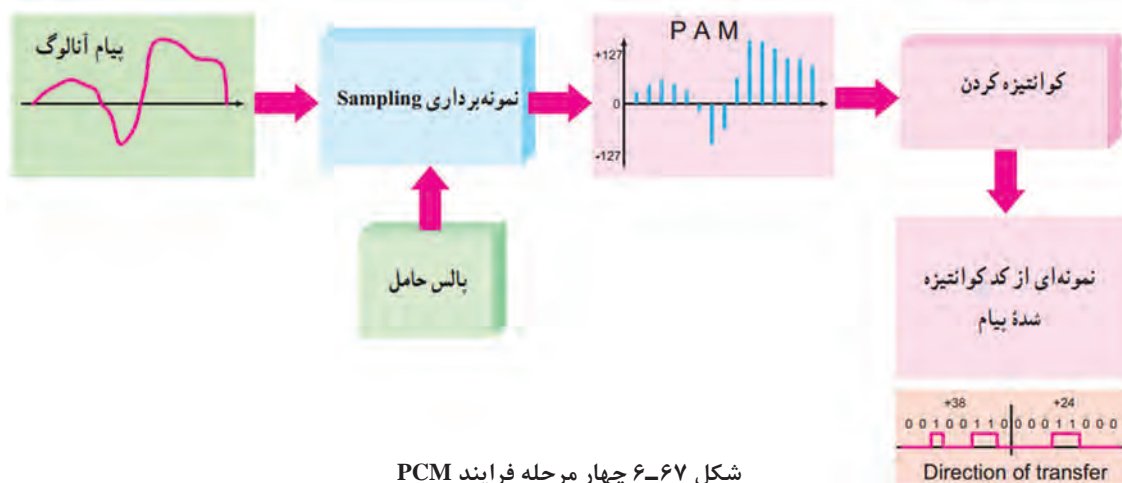 پیام آنالوگ
نمونه‌برداری Sampling
PAM
+127
0
-127
کوانتیزه کردن
پالس حامل
نمونه‌ای از کد کوانتیزه
شدۀ پیام
+38 +24
0 0 1 0 0 1 1 0 0 0 0 1 1 0 0 0
Direction of transfer
شکل ۶۷–۶ چهار مرحله فرایند PCM